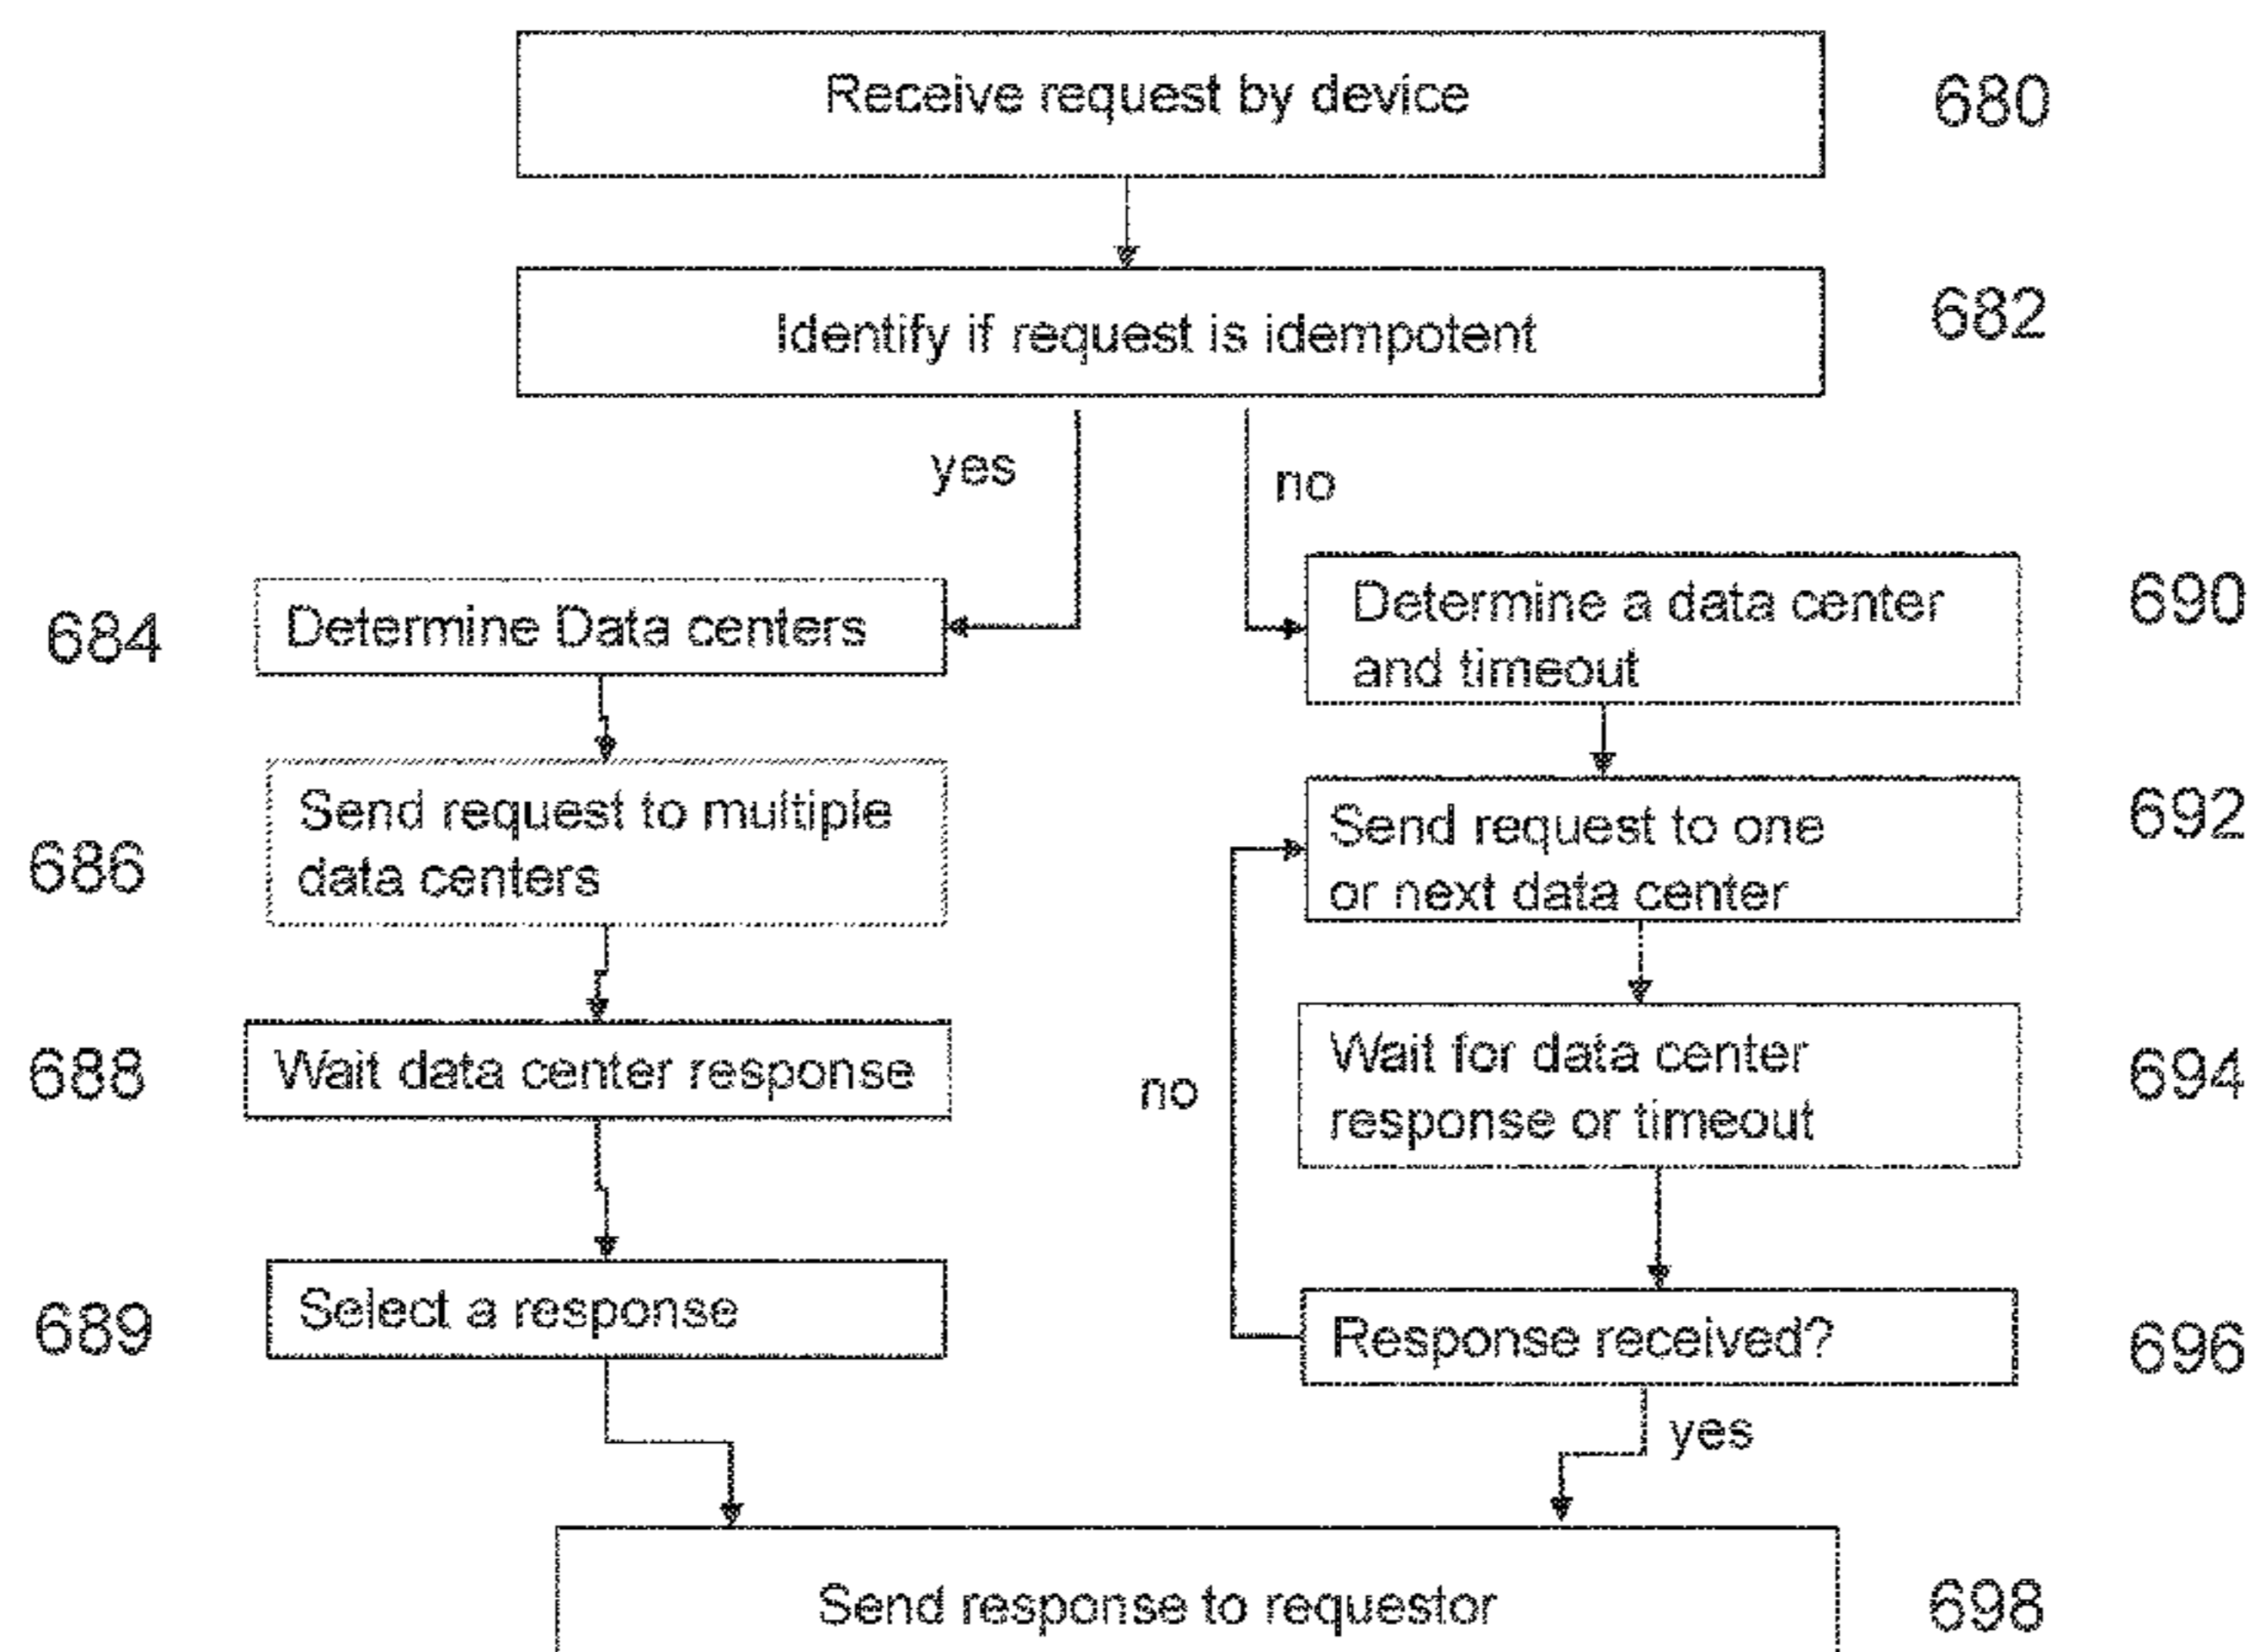 Receive request by device
680
Identify if request is idempotent
682
yes
no
684
Determine Data centers
Determine a data center
and timeout
690
686
Send request to multiple
data centers
Send request to one
or next data center
692
688
Wait data center response
no
Wait for data center
response or timeout
694
689
Select a response
Response received?
696
yes
Send response to requestor
698